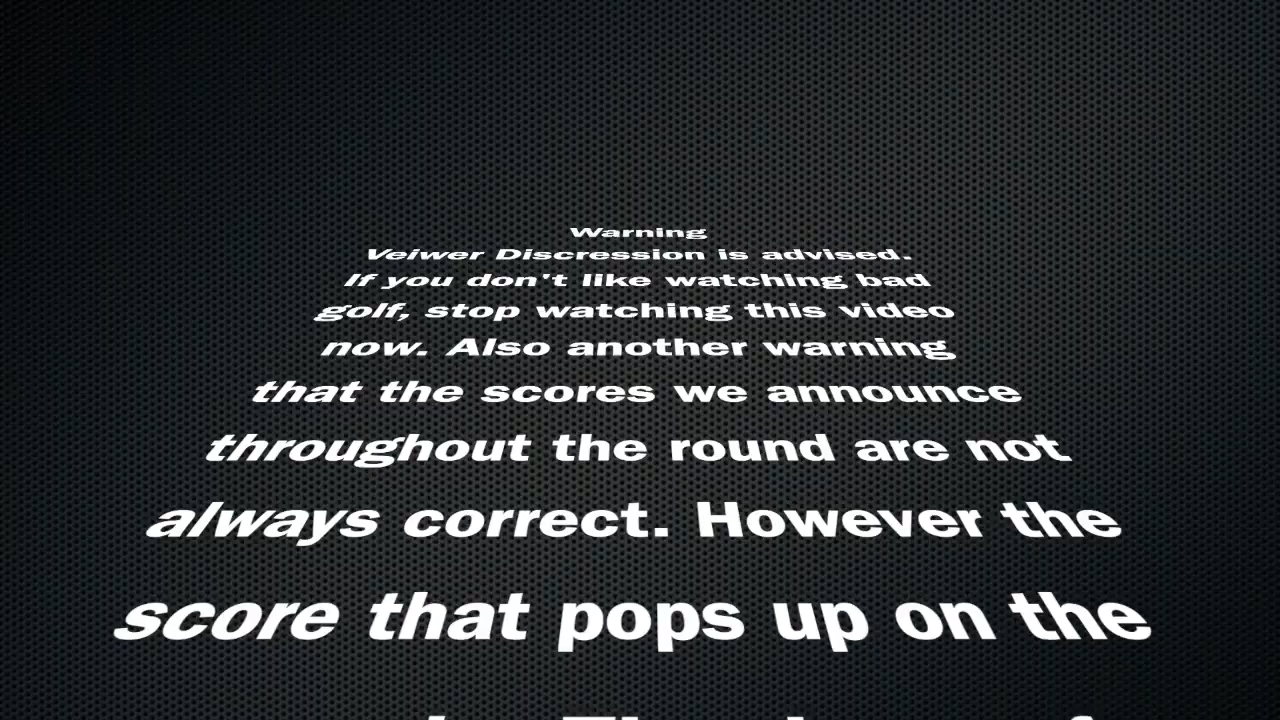 Warning
Veiwer Discression is advised.
If you don't like watching bad
golf, stop watching this video
now. Also another warning
that the scores we announce
throughout the round are not
always correct. However the
score that pops up on the